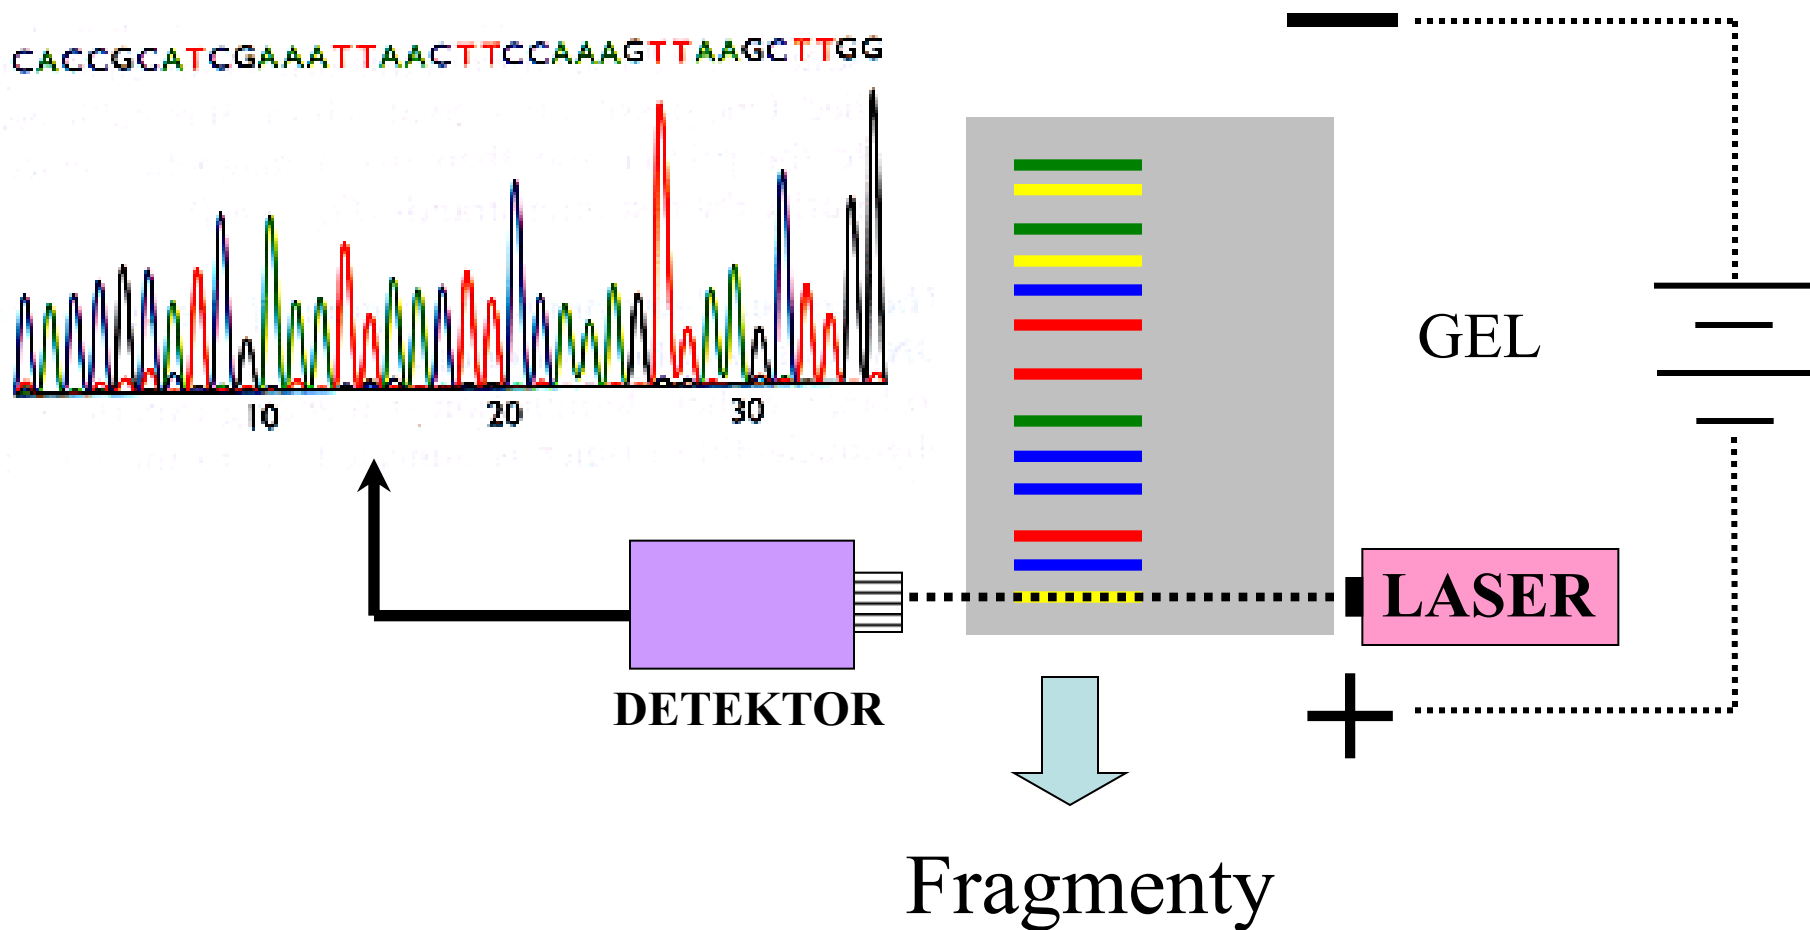 CACCGCATCGAAATTAACTTCCAAAGTTAAGCTTGG
10 20 30
GEL
LASER
DETEKTOR
Fragmenty